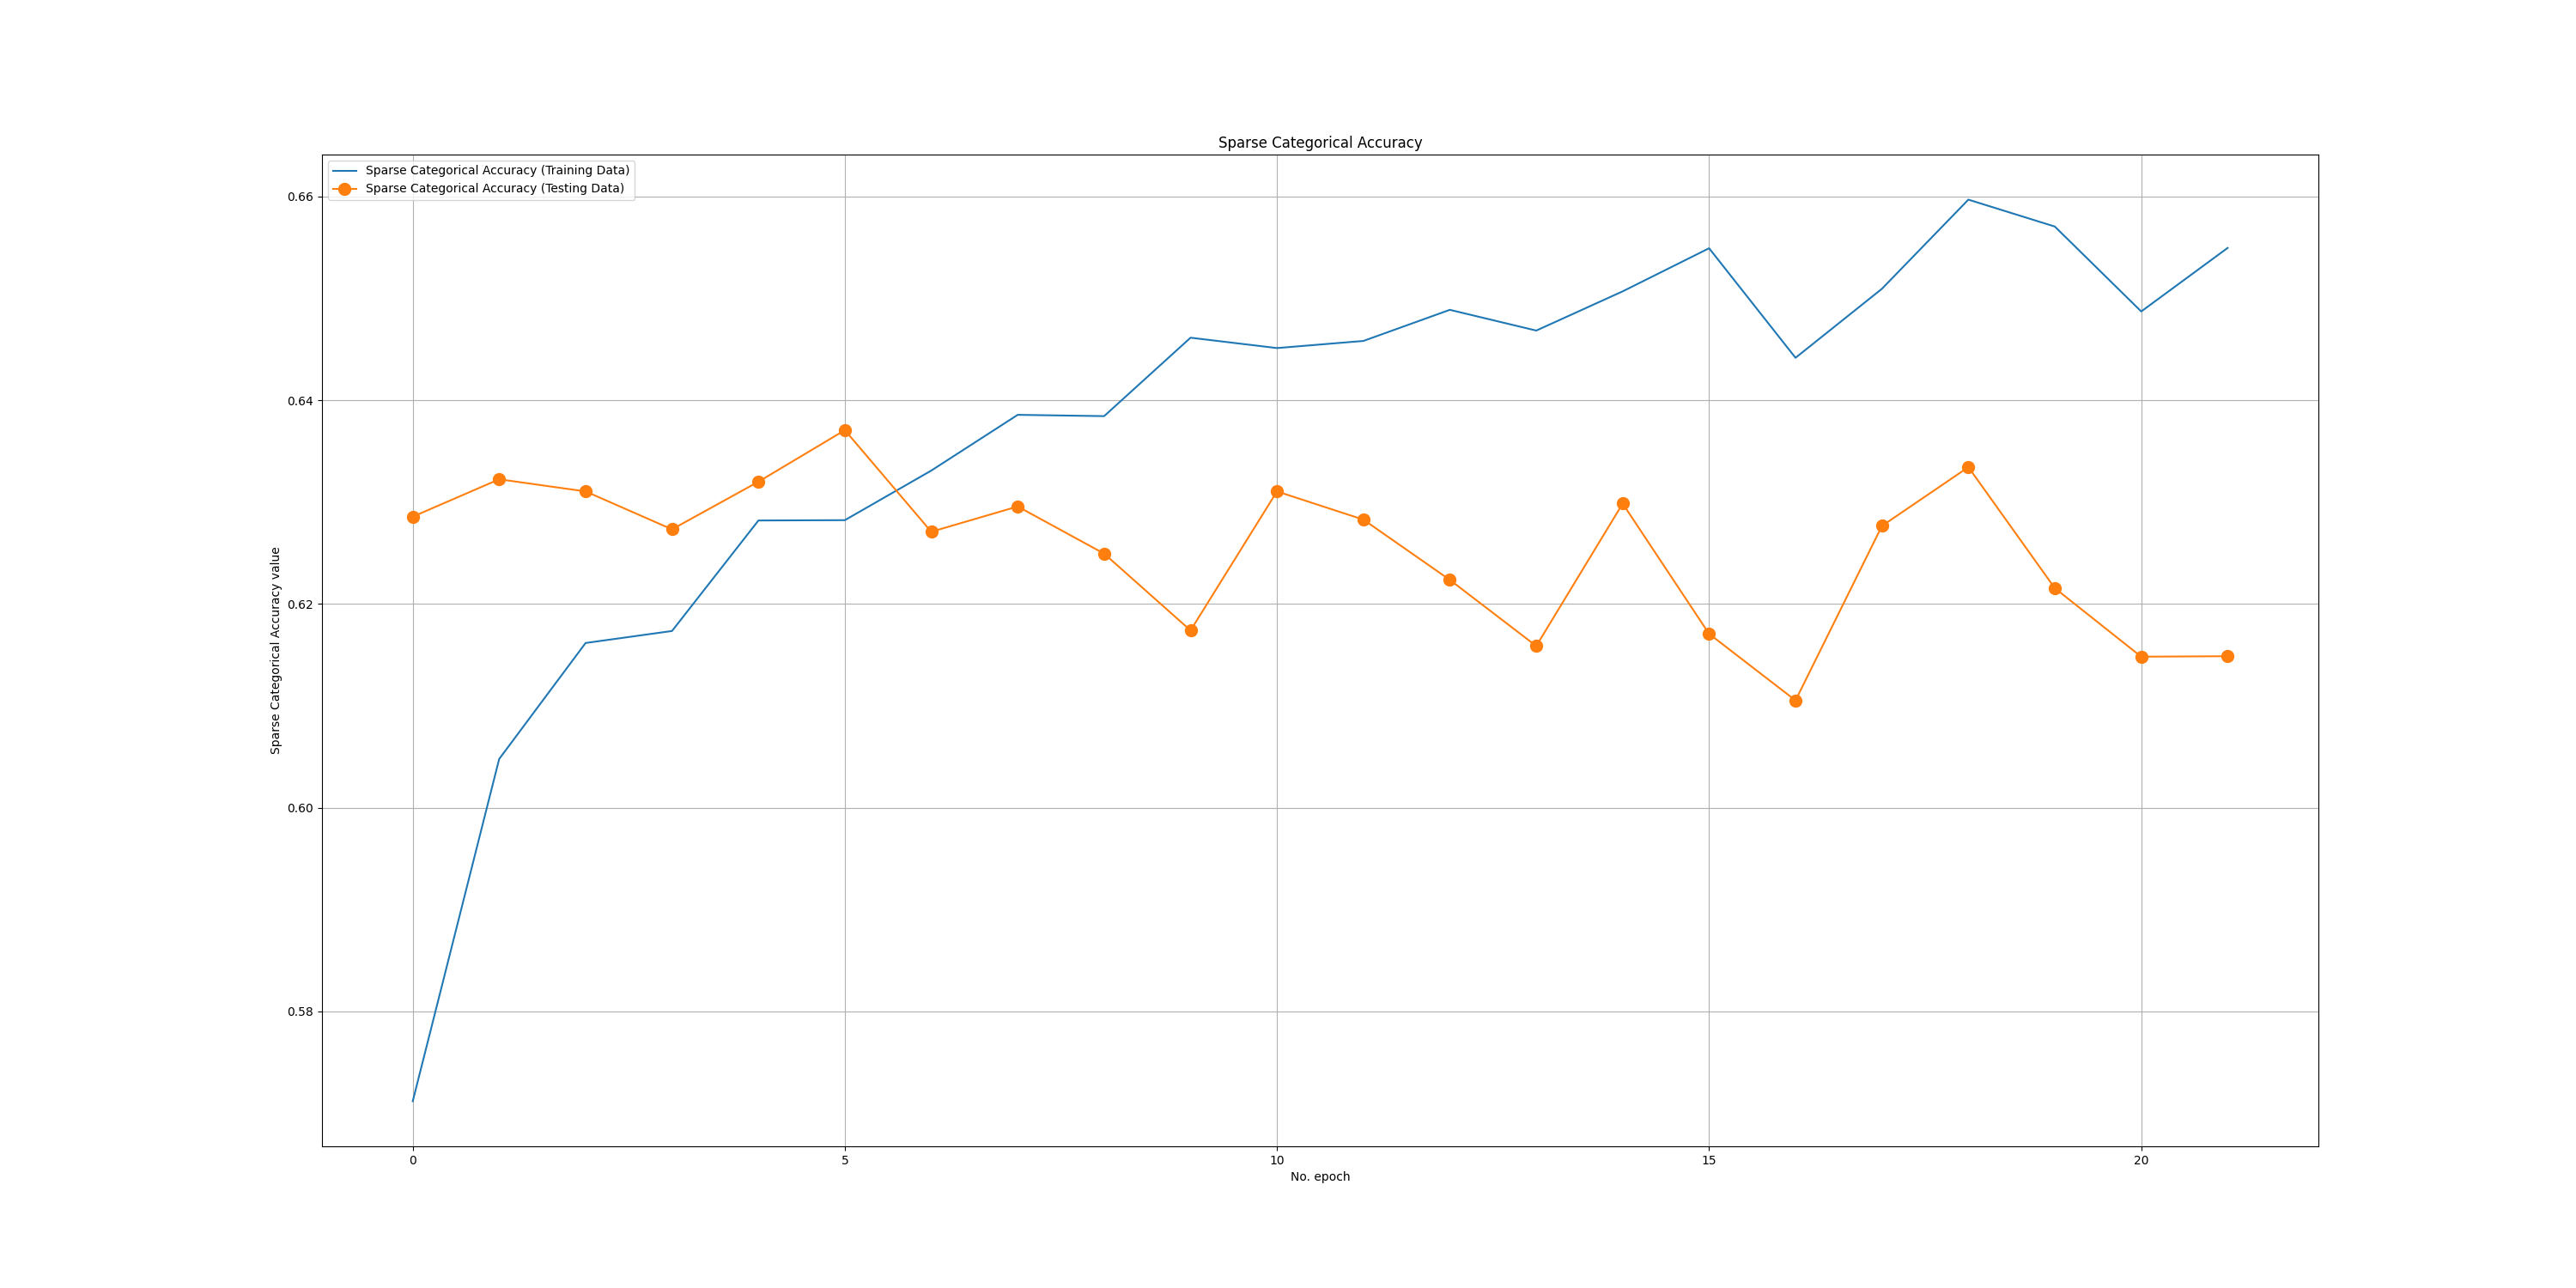 Sparse Categorical Accuracy
Sparse Categorical Accuracy (Training Data)
Sparse Categorical Accuracy (Testing Data)
0.66
0.64
0.62
0.60
0.58
Sparse Categorical Accuracy value
0 5 10 15 20
No. epoch